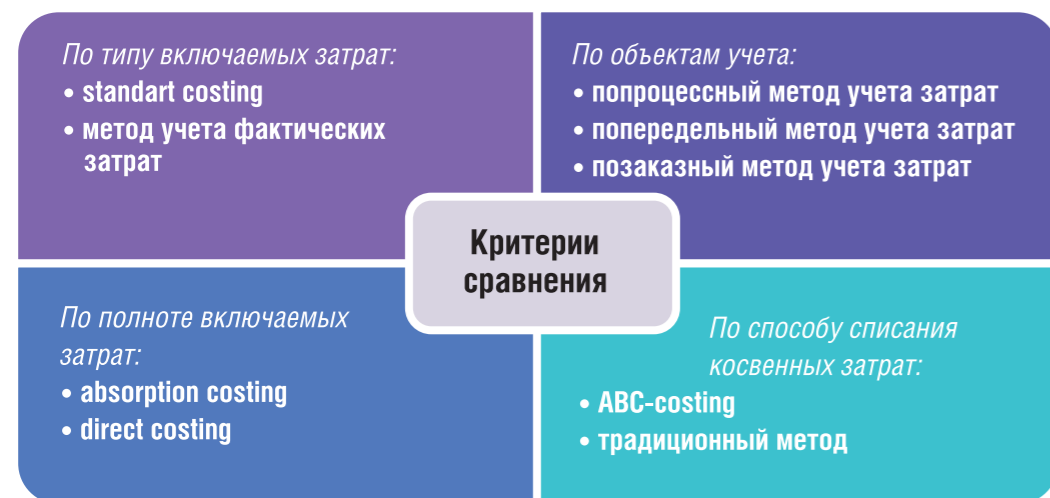 По типу включаемых затрат:
• standart costing
• метод учета фактических
затрат
По объектам учета:
• попроцессный метод учета затрат
• попередельный метод учета затрат
• позаказный метод учета затрат
Критерии
сравнения
По полноте включаемых
затрат:
• absorption costing
• direct costing
По способу списания
косвенных затрат:
• ABC-costing
• традиционный метод